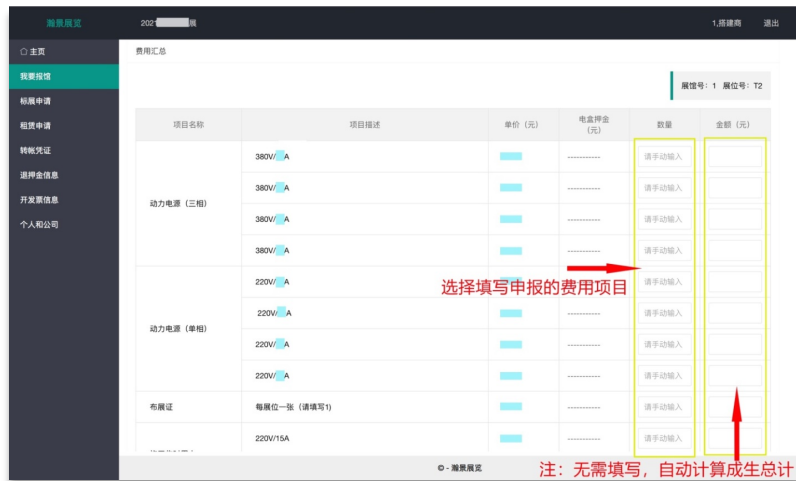 瀚景展览 2021 展 1,搭建商 退出
主页 费用汇总
我要报馆
展馆号：1 展位号：T2
标展申请
租赁申请
转帐凭证
退押金信息
开发票信息
个人和公司
项目名称 项目描述 单价（元） 电盒押金（元） 数量 金额（元）
动力电源（三相）
380V/ A ----------- 请手动输入
380V/ A ----------- 请手动输入
380V/ A ----------- 请手动输入
380V/ A ----------- 请手动输入
选择填写申报的费用项目
动力电源（单相）
220V/ A ----------- 请手动输入
220V/ A ----------- 请手动输入
220V/ A ----------- 请手动输入
220V/ A ----------- 请手动输入
布展证 每展位一张（请填写1) ----------- 请手动输入
220V/15A ----------- 请手动输入
© - 瀚景展览
注：无需填写，自动计算成生总计